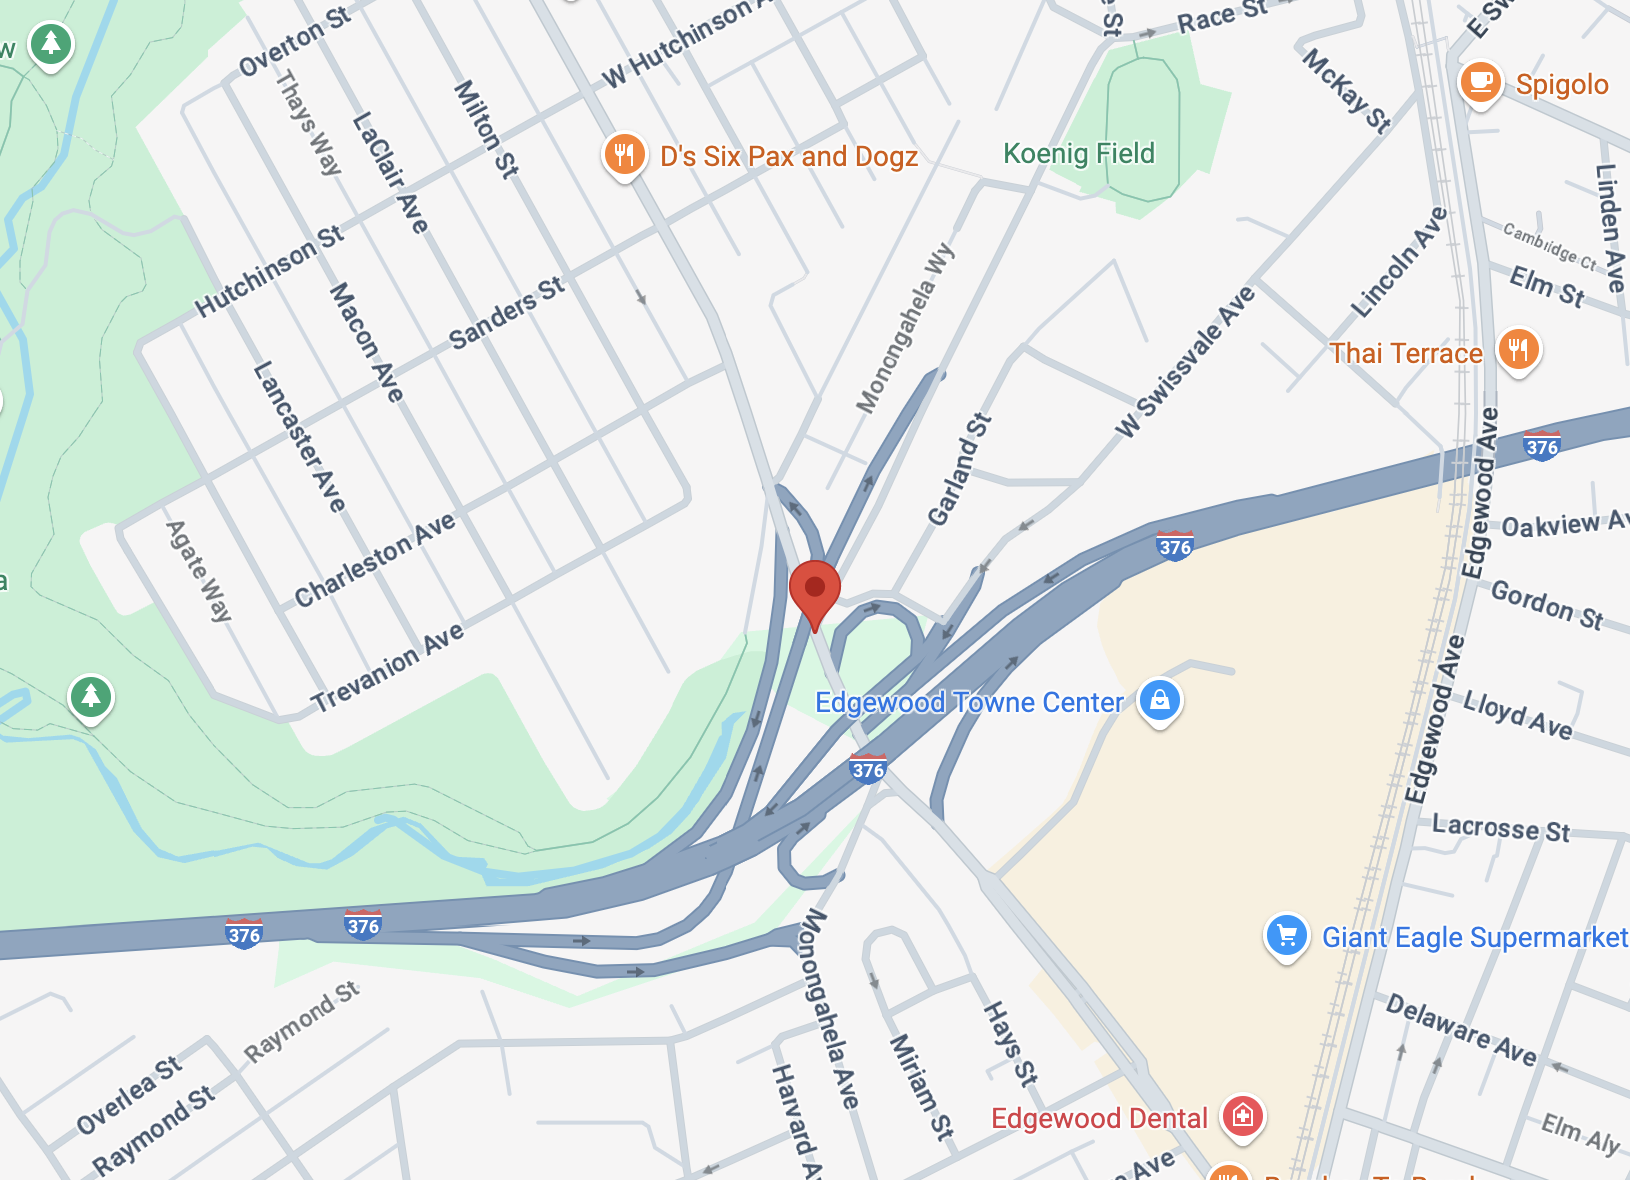 w
Overton St
Thays Way
LaClair Ave
Milton St
W Hutchinson A
D's Six Pax and Dogz
e St
Race St
E Sw
McKay St
Spigolo
Koenig Field
Linden Ave
Cambridge Ct
Elm St
Lincoln Ave
Thai Terrace
Hutchinson St
Macon Ave
Sanders St
Monongahela Wy
W Swissvale Ave
Lancaster Ave
Garland St
Edgewood Ave
376
376
Oakview Av
Agate Way
Charleston Ave
a
Gordon St
Trevanion Ave
Edgewood Towne Center
Edgewood Ave
Lloyd Ave
376
Lacrosse St
376
376
Monongahela Ave
Giant Eagle Supermarket
Raymond St
Hays St
Delaware Ave
Miriam St
Overlea St
Raymond St
Harvard Av
Edgewood Dental
Elm Aly
e Ave